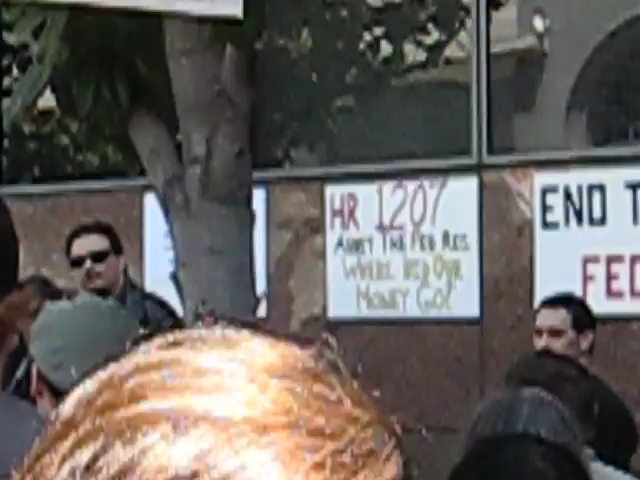 HR 1207
AUDIT THE FED RES
WHERE DID OUR
MONEY GO?
END T
FED